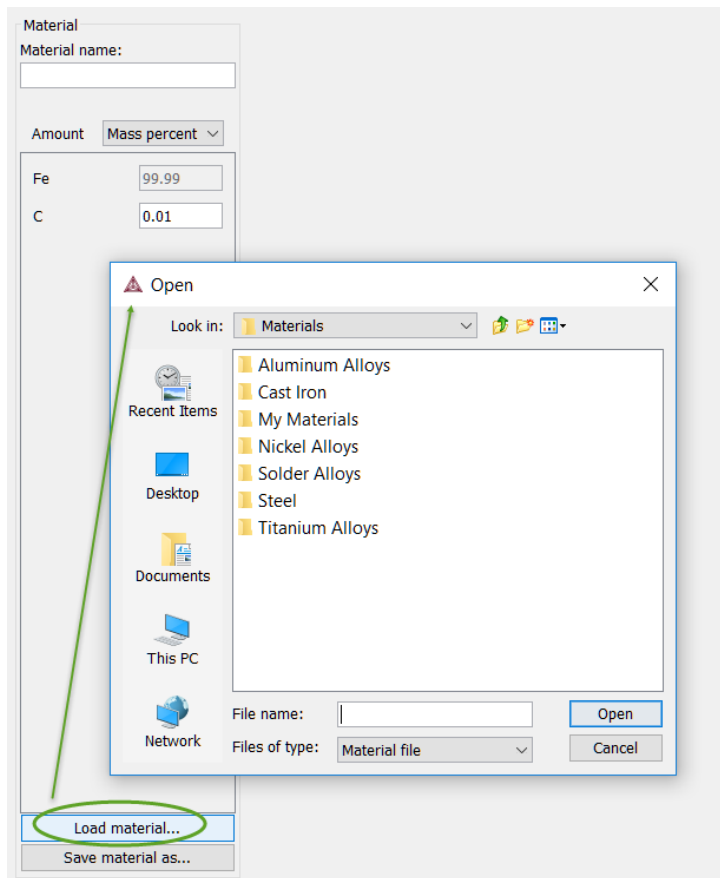 Material
Material name:
Amount Mass percent
Fe 99.99
C 0.01
Open
Look in: Materials
Recent Items
Desktop
Documents
This PC
Network
Aluminum Alloys
Cast Iron
My Materials
Nickel Alloys
Solder Alloys
Steel
Titanium Alloys
File name: Open
Files of type: Material file Cancel
Load material...
Save material as...